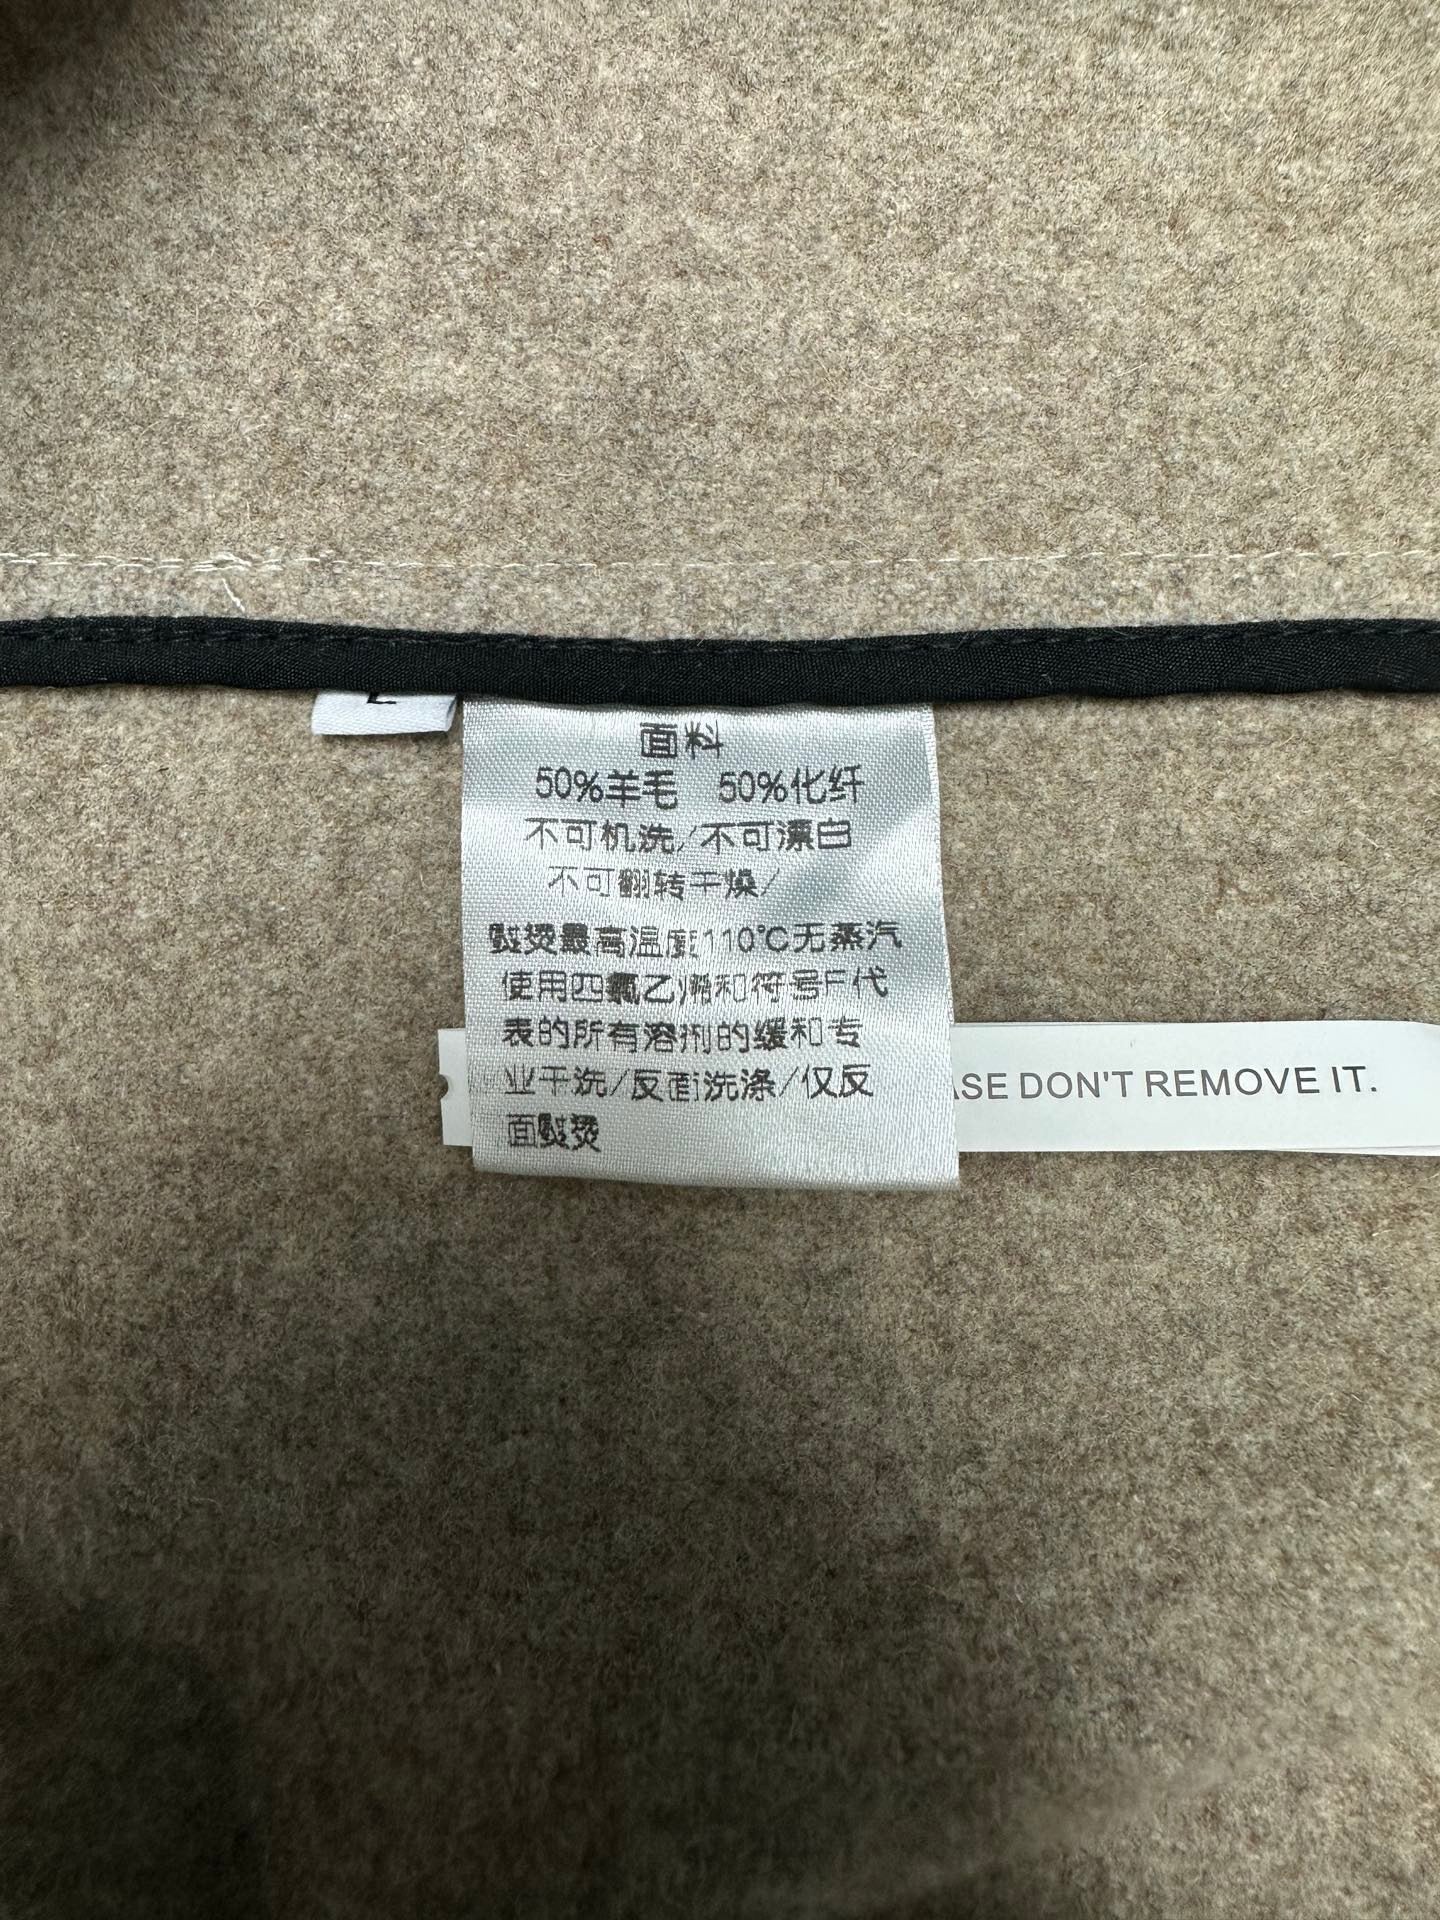 L
面料
50%羊毛 50%化纤
不可机洗/不可漂白
不可翻转干燥/
熨烫最高温度110℃无蒸汽
使用四氯乙烯和符号F代
表的所有溶剂的缓和专
业干洗/反面洗涤/仅反
面熨烫
ASE DON'T REMOVE IT.